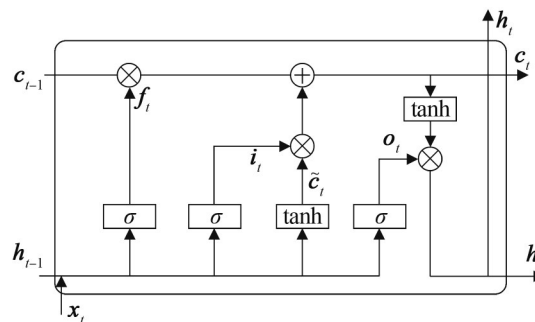 h_t
c_{t-1}
c_t
f_t
tanh
o_t
i_t
c̃_t
σ
σ
tanh
σ
h_{t-1}
h
x_t